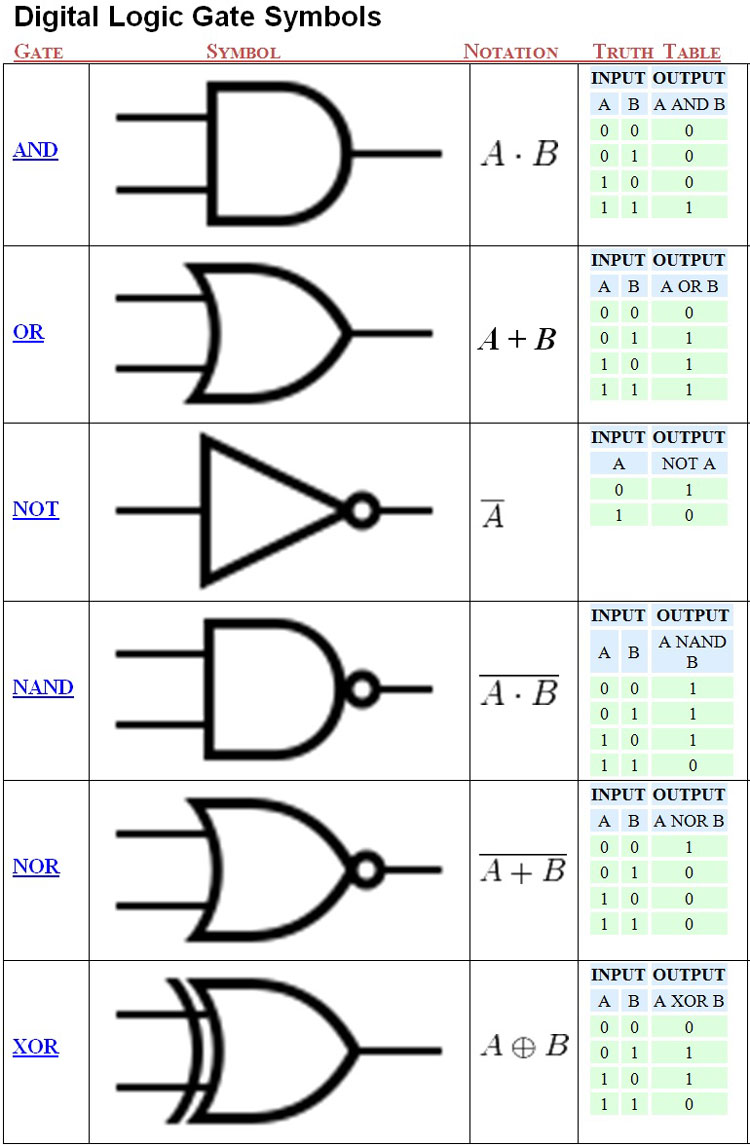 Digital Logic Gate Symbols
GATE SYMBOL NOTATION TRUTH TABLE
AND
A · B
INPUT OUTPUT
A B A AND B
0 0 0
0 1 0
1 0 0
1 1 1
OR
A + B
INPUT OUTPUT
A B A OR B
0 0 0
0 1 1
1 0 1
1 1 1
NOT
A̅
INPUT OUTPUT
A NOT A
0 1
1 0
NAND
A̅ ̅·̅ ̅B̅
INPUT OUTPUT
A B A NAND
B
0 0 1
0 1 1
1 0 1
1 1 0
NOR
A̅ ̅+̅ ̅B̅
INPUT OUTPUT
A B A NOR B
0 0 1
0 1 0
1 0 0
1 1 0
XOR
A ⊕ B
INPUT OUTPUT
A B A XOR B
0 0 0
0 1 1
1 0 1
1 1 0